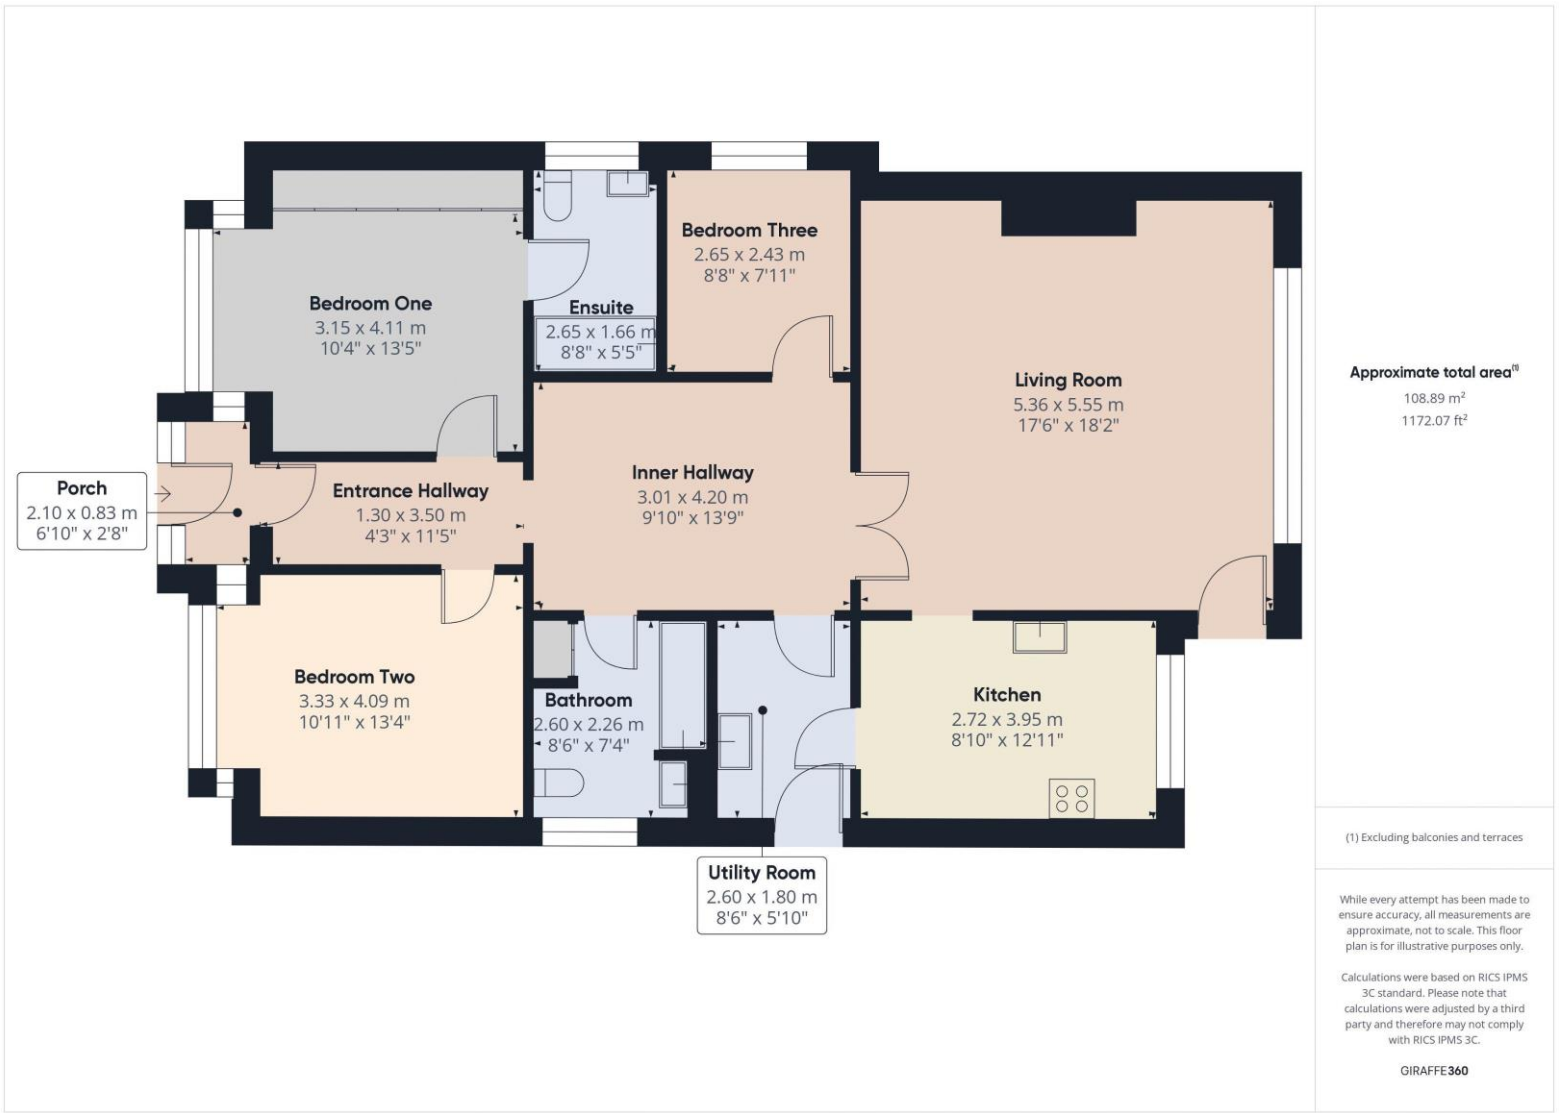 Bedroom One
3.15 x 4.11 m
10'4" x 13'5"
Ensuite
2.65 x 1.66 m
8'8" x 5'5"
Bedroom Three
2.65 x 2.43 m
8'8" x 7'11"
Living Room
5.36 x 5.55 m
17'6" x 18'2"
Porch
2.10 x 0.83 m
6'10" x 2'8"
Entrance Hallway
1.30 x 3.50 m
4'3" x 11'5"
Inner Hallway
3.01 x 4.20 m
9'10" x 13'9"
Bedroom Two
3.33 x 4.09 m
10'11" x 13'4"
Bathroom
2.60 x 2.26 m
8'6" x 7'4"
Kitchen
2.72 x 3.95 m
8'10" x 12'11"
Utility Room
2.60 x 1.80 m
8'6" x 5'10"
Approximate total area⁽¹⁾
108.89 m²
1172.07 ft²
(1) Excluding balconies and terraces
While every attempt has been made to
ensure accuracy, all measurements are
approximate, not to scale. This floor
plan is for illustrative purposes only.
Calculations were based on RICS IPMS
3C standard. Please note that
calculations were adjusted by a third
party and therefore may not comply
with RICS IPMS 3C.
GIRAFFE360